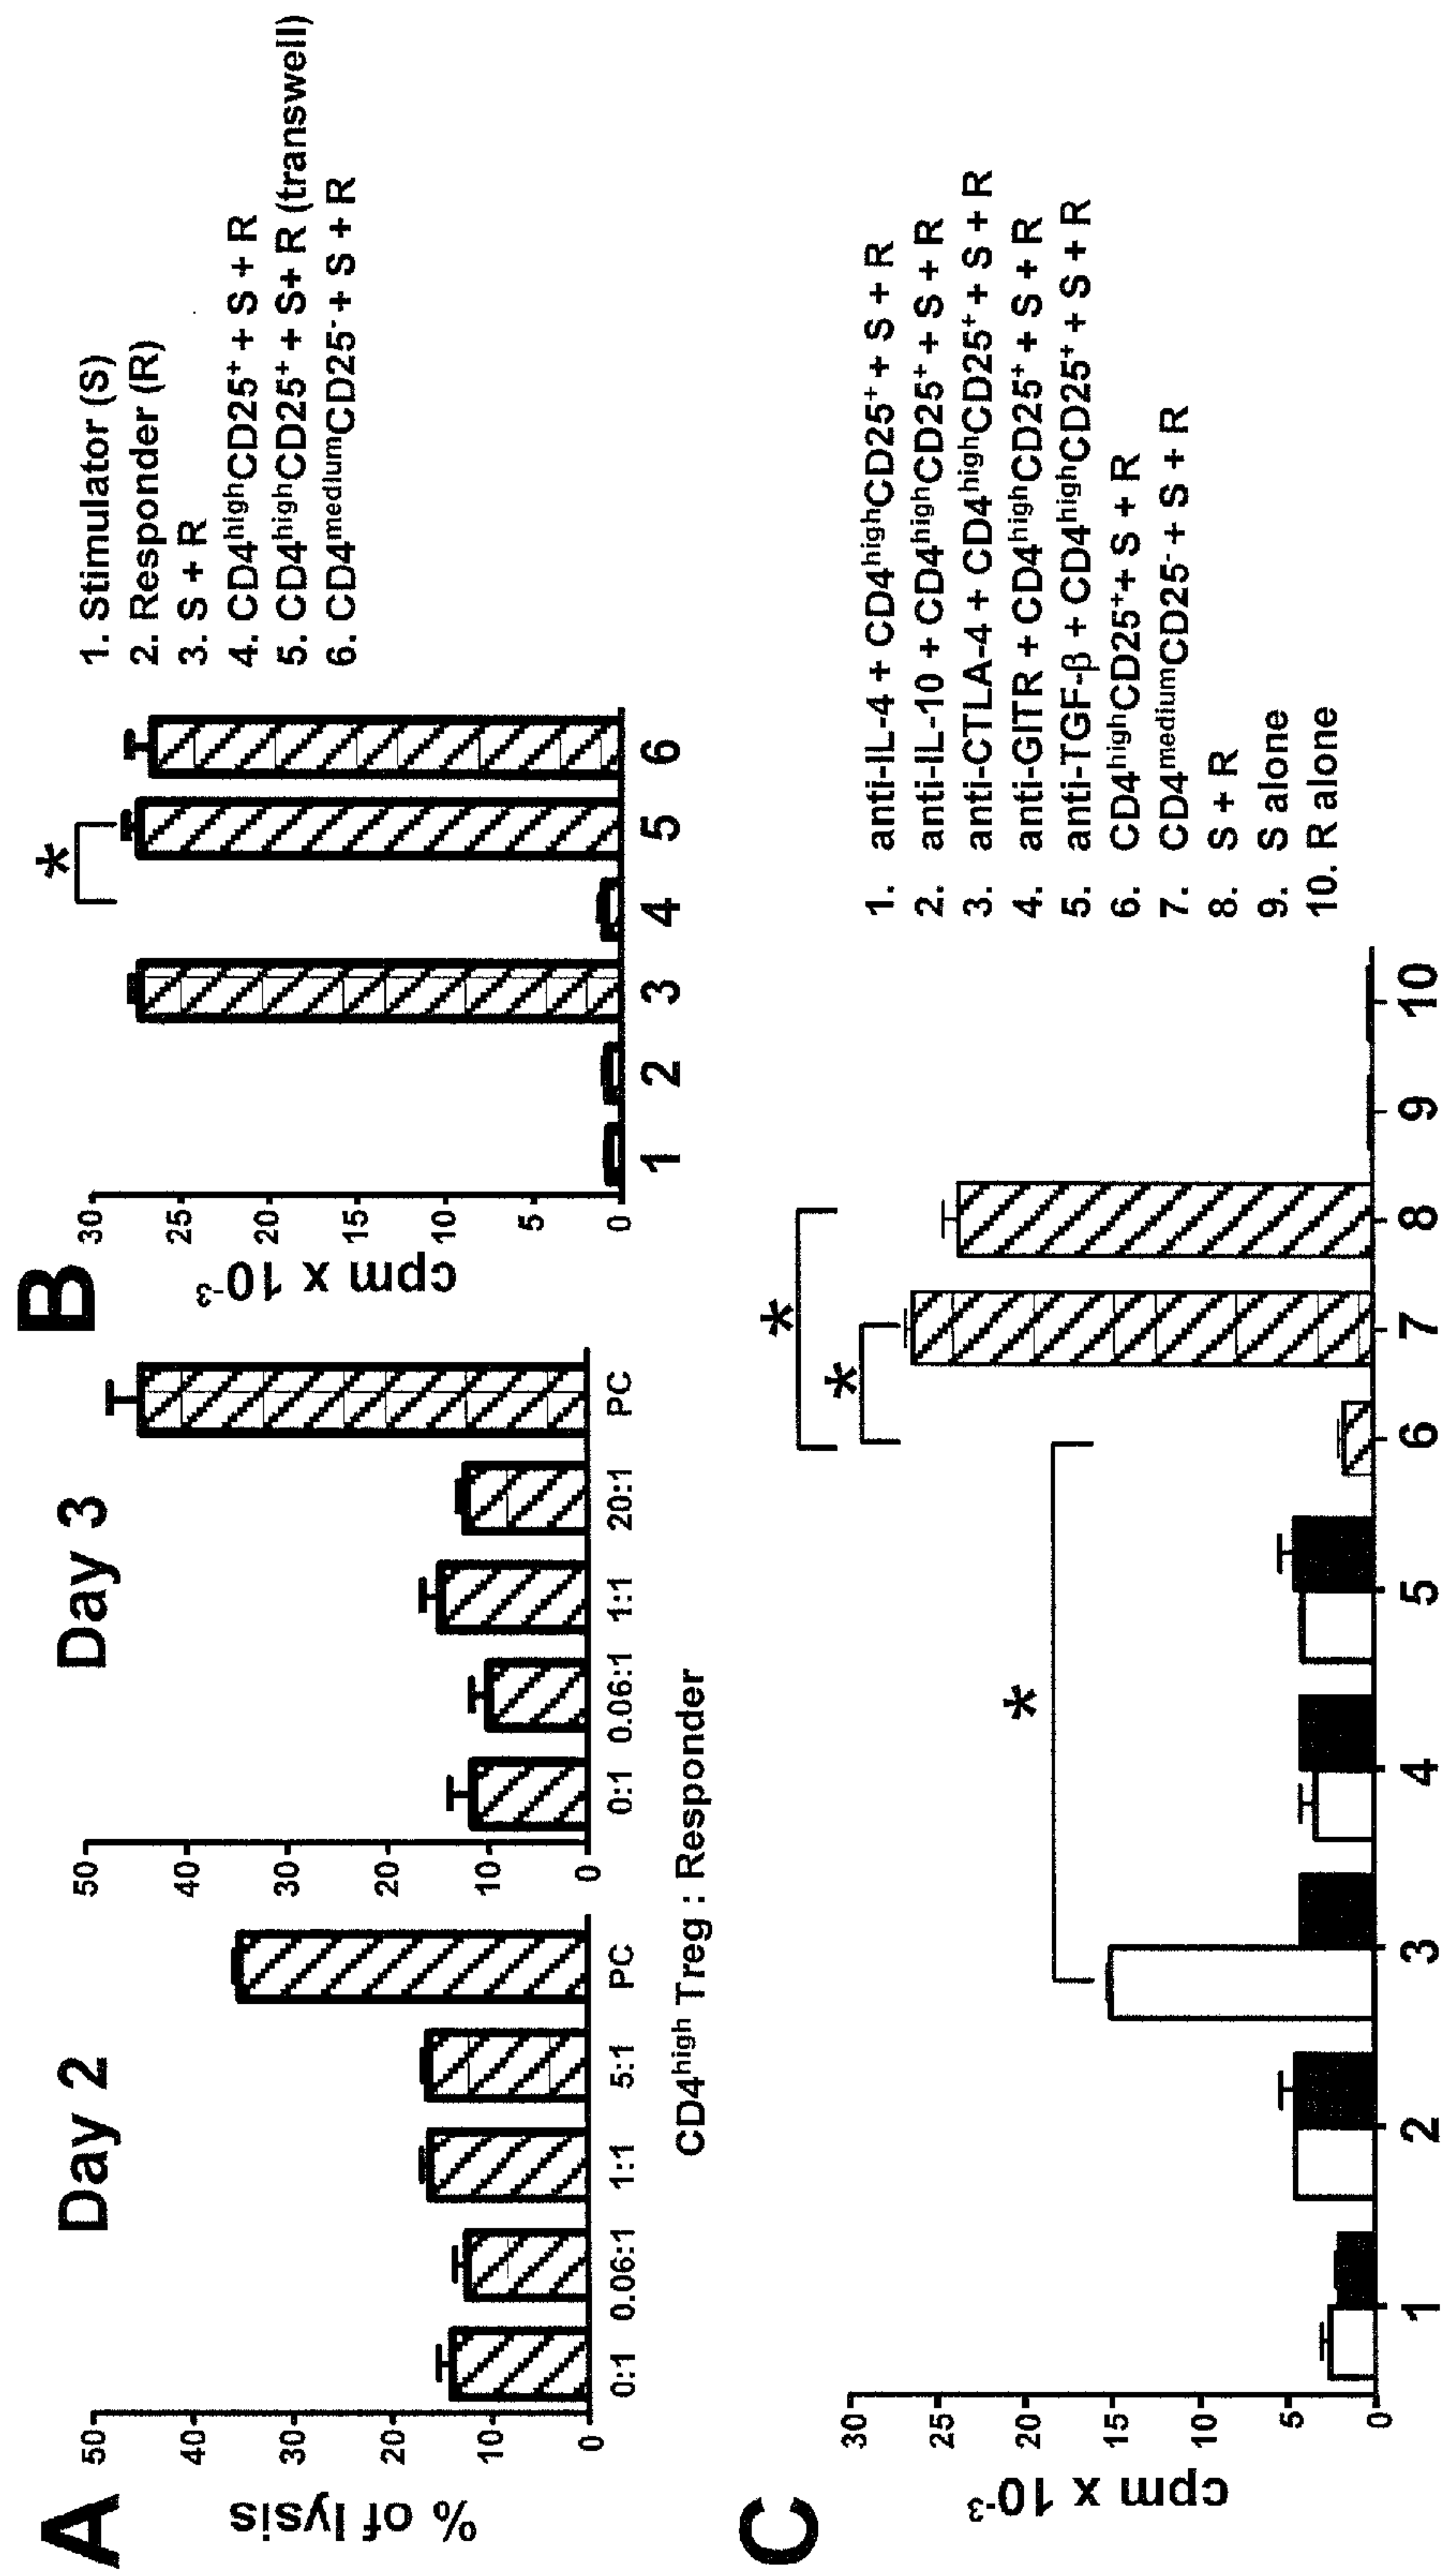 A
Day 2
Day 3
% of lysis
50
40
30
20
10
0
0:1 0.06:1 1:1 5:1 PC
50
40
30
20
10
0
0:1 0.06:1 1:1 20:1 PC
CD4high Treg : Responder
B
cpm x 10-3
30
25
20
15
10
5
0
*
1 2 3 4 5 6
1. Stimulator (S)
2. Responder (R)
3. S + R
4. CD4highCD25+ + S + R
5. CD4highCD25+ + S+ R (transwell)
6. CD4mediumCD25- + S + R
C
cpm x 10-3
30
25
20
15
10
5
0
*
*
*
1 2 3 4 5 6 7 8 9 10
1. anti-IL-4 + CD4highCD25+ + S + R
2. anti-IL-10 + CD4highCD25+ + S + R
3. anti-CTLA-4 + CD4highCD25+ + S + R
4. anti-GITR + CD4highCD25+ + S + R
5. anti-TGF-β + CD4highCD25+ + S + R
6. CD4highCD25++ S + R
7. CD4mediumCD25- + S + R
8. S + R
9. S alone
10. R alone